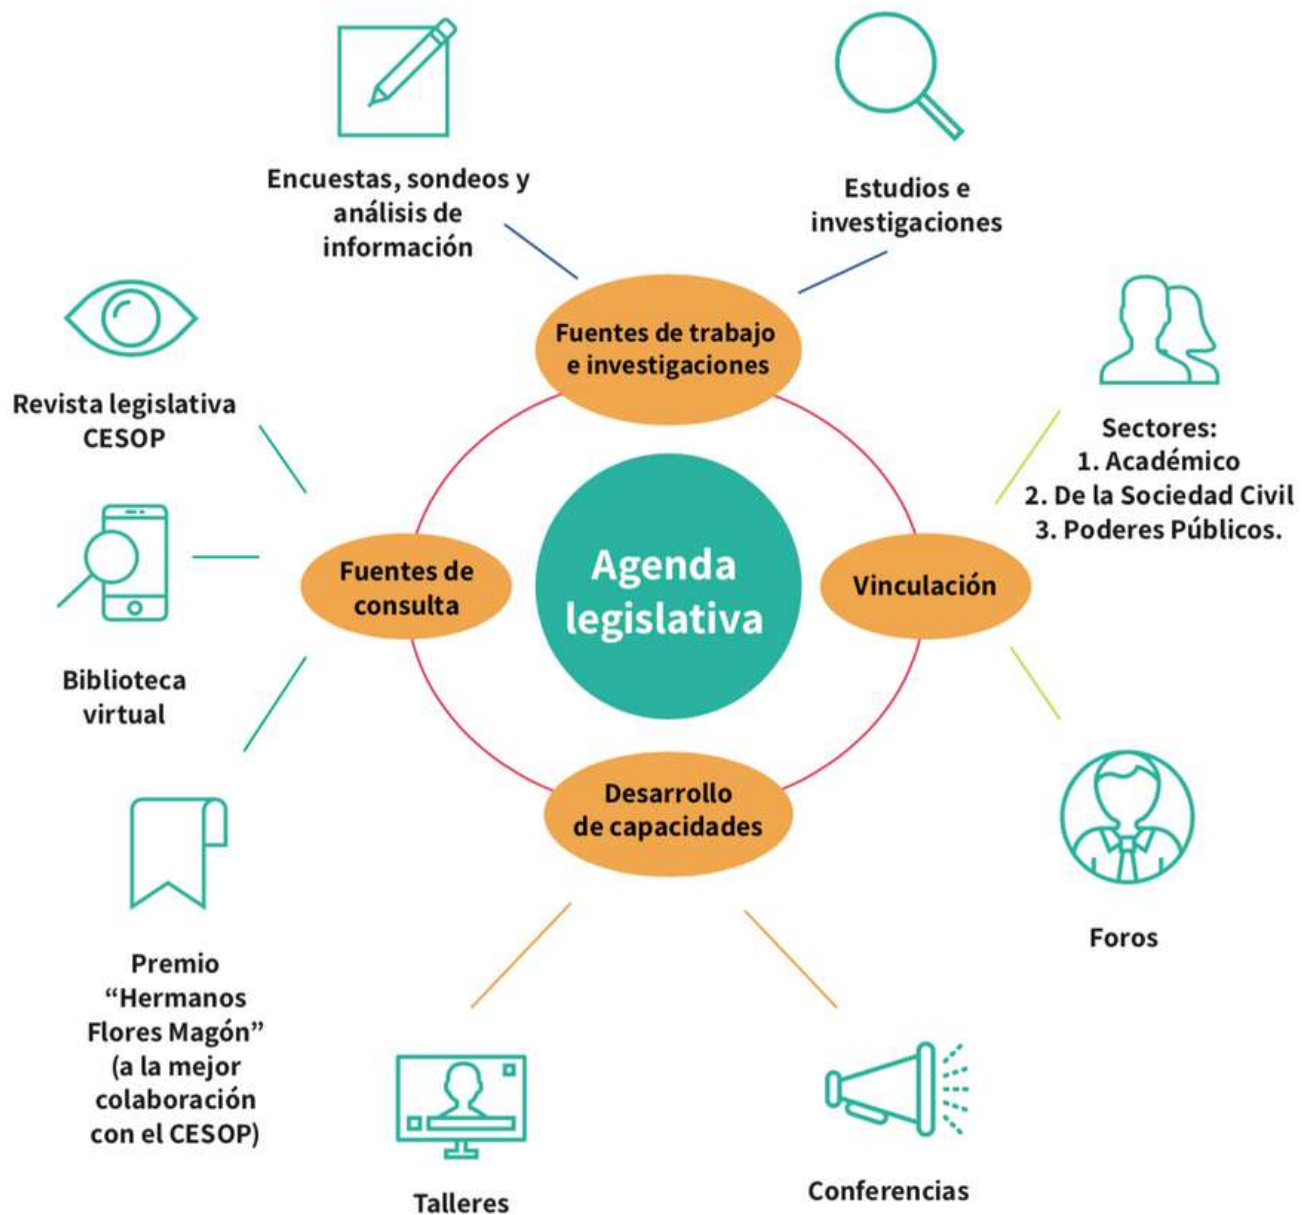 Encuestas, sondeos y
análisis de
información
Estudios e
investigaciones
Fuentes de trabajo
e investigaciones
Revista legislativa
CESOP
Sectores:
1. Académico
2. De la Sociedad Civil
3. Poderes Públicos.
Fuentes de
consulta
Agenda
legislativa
Vinculación
Biblioteca
virtual
Desarrollo
de capacidades
Foros
Premio
“Hermanos
Flores Magón”
(a la mejor
colaboración
con el CESOP)
Talleres
Conferencias